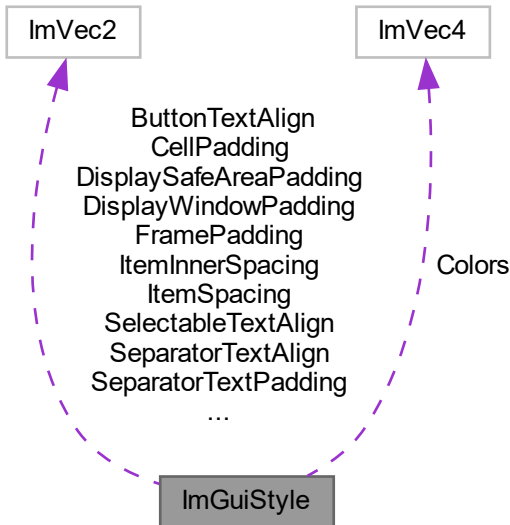 ImVec2
ImVec4
ButtonTextAlign
CellPadding
DisplaySafeAreaPadding
DisplayWindowPadding
FramePadding
ItemInnerSpacing
ItemSpacing
SelectableTextAlign
SeparatorTextAlign
SeparatorTextPadding
...
Colors
ImGuiStyle